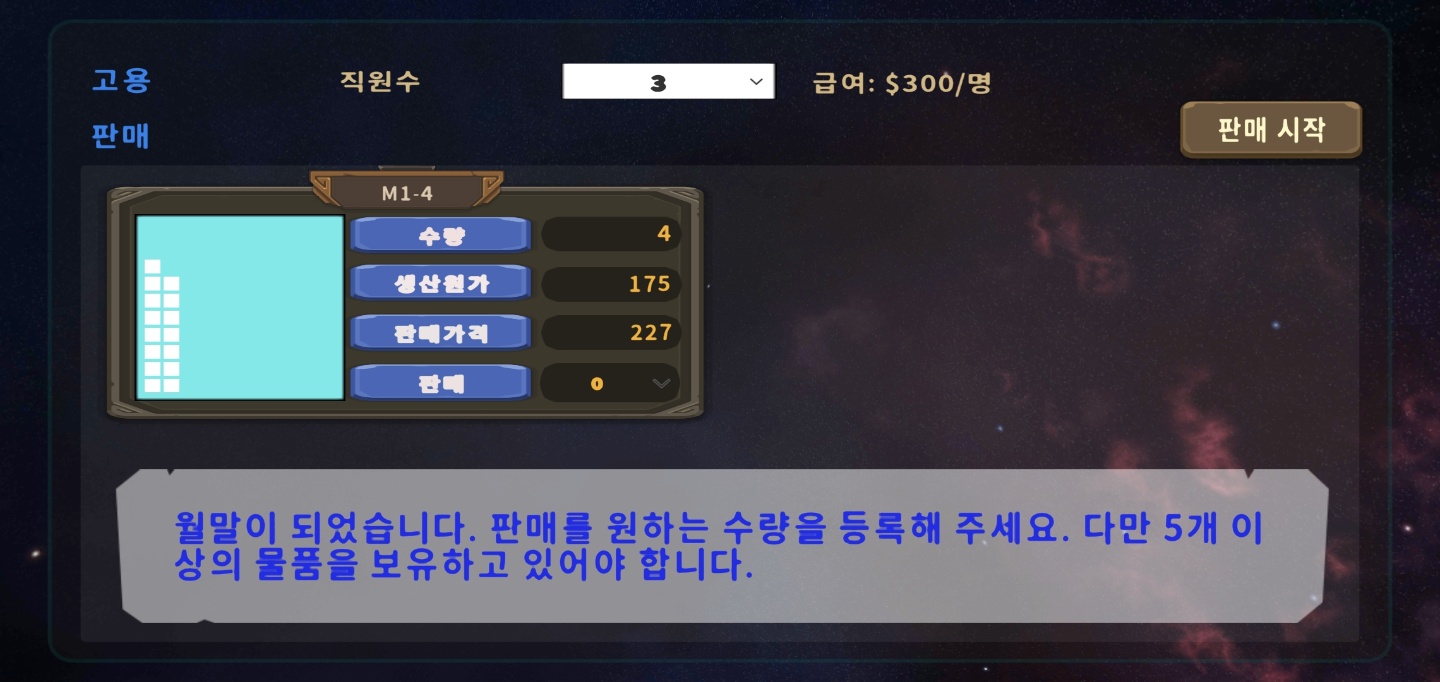 고용 직원수 3 급여: $300/명
판매
판매 시작
M1-4
수량 4
생산원가 175
판매가격 227
판매 0
월말이 되었습니다. 판매를 원하는 수량을 등록해 주세요. 다만 5개 이
상의 물품을 보유하고 있어야 합니다.